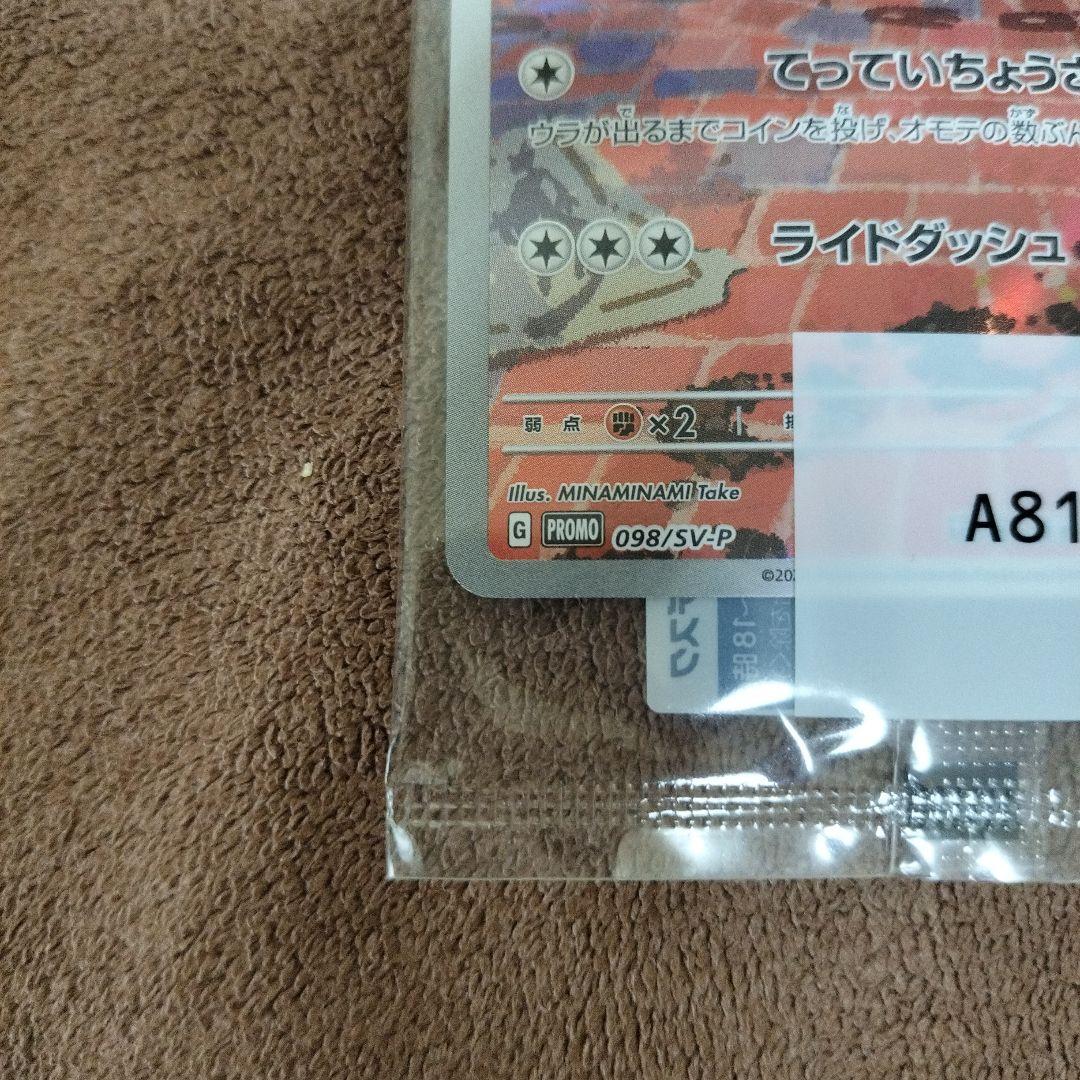 てっていちょうさ
ウラが出るまでコインを投げ、オモテの数ぶん
ライドダッシュ
弱点 ×2
Illus. MINAMINAMI Take
G PROMO 098/SV-P
©202
A81